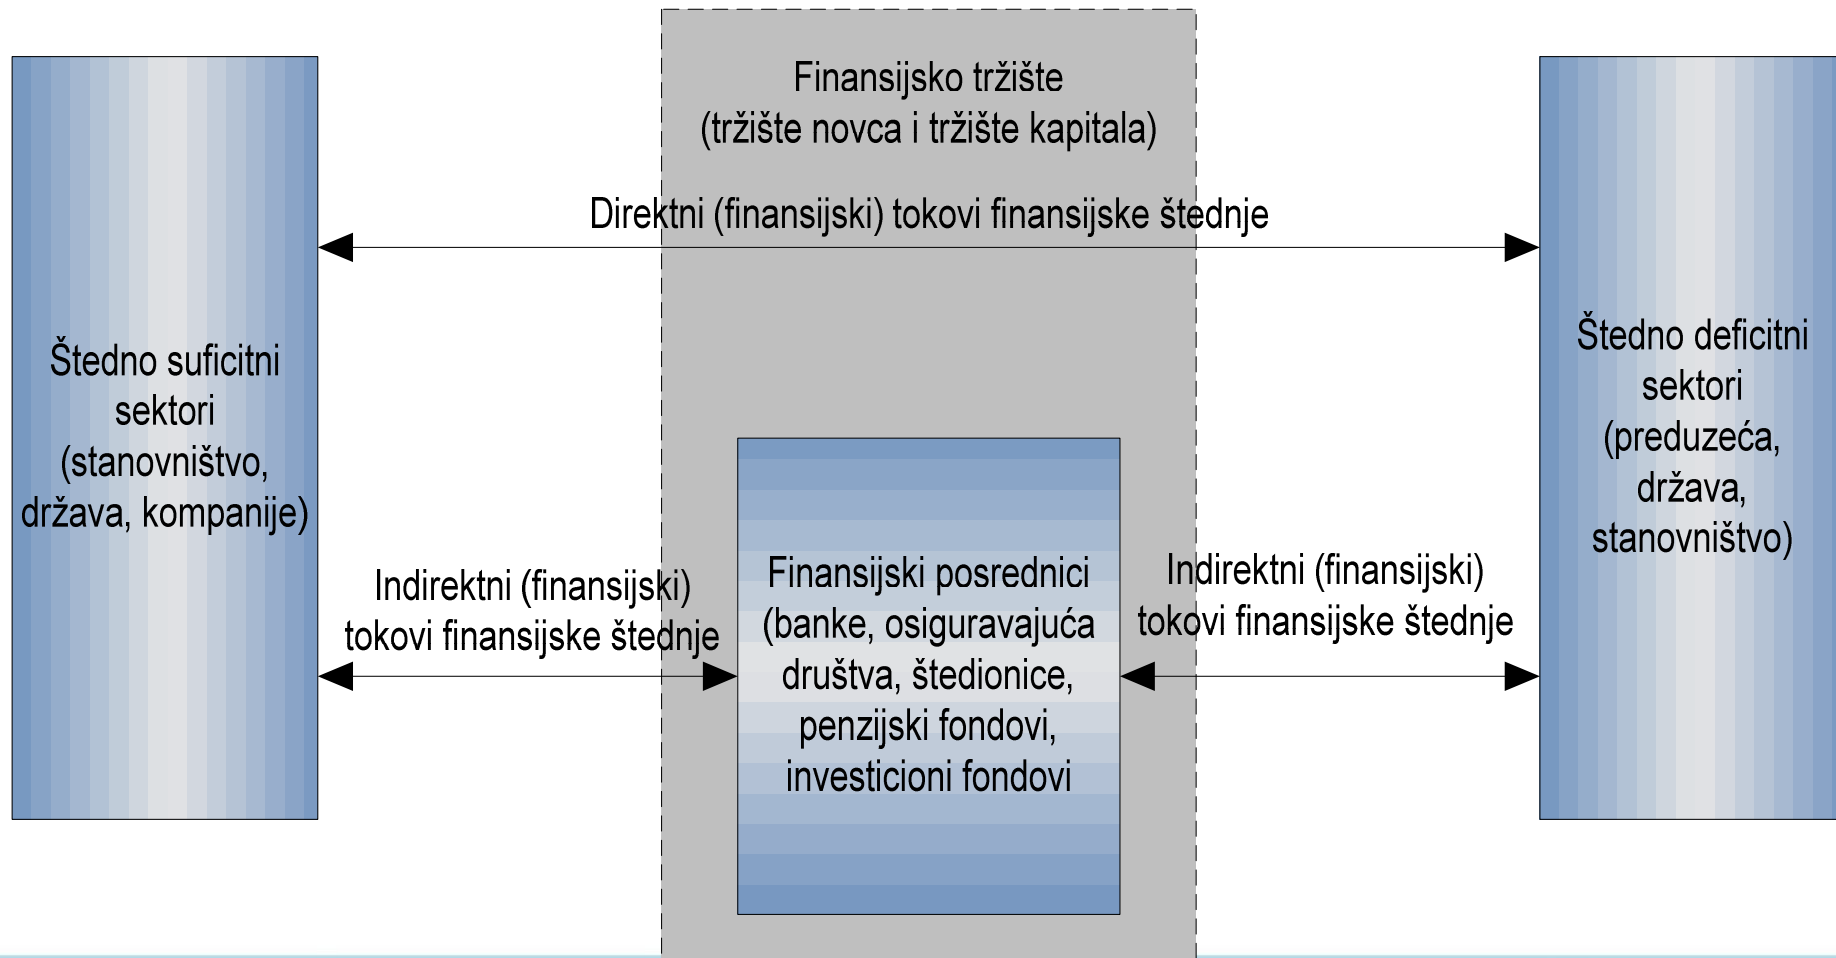 Finansijsko tržište
(tržište novca i tržište kapitala)
Direktni (finansijski) tokovi finansijske štednje
Štedno suficitni
sektori
(stanovništvo,
država, kompanije)
Štedno deficitni
sektori
(preduzeća,
država,
stanovništvo)
Indirektni (finansijski)
tokovi finansijske štednje
Finansijski posrednici
(banke, osiguravajuća
društva, štedionice,
penzijski fondovi,
investicioni fondovi
Indirektni (finansijski)
tokovi finansijske štednje